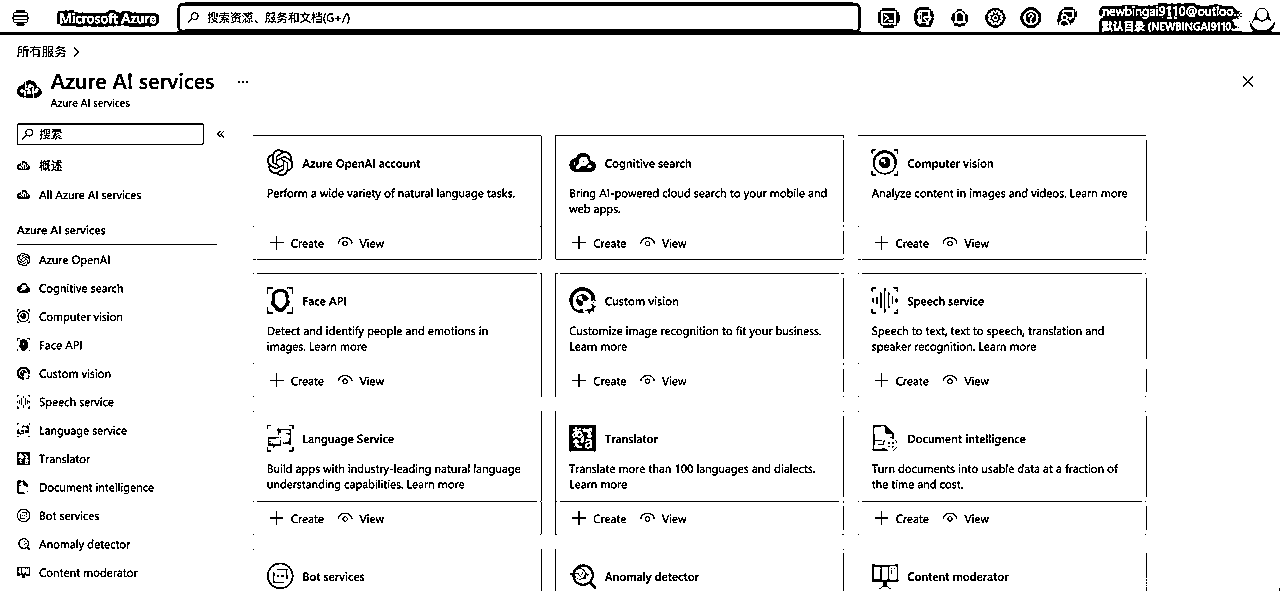 Microsoft Azure
搜索资源、服务和文档(G+/)
newbingai9110@outloo...
默认目录 (NEWBINGAI9110...
所有服务 >
Azure AI services ...
Azure AI services
搜索 «
概述
All Azure AI services
Azure AI services
Azure OpenAI
Cognitive search
Computer vision
Face API
Custom vision
Speech service
Language service
Translator
Document intelligence
Bot services
Anomaly detector
Content moderator
Azure OpenAI account
Perform a wide variety of natural language tasks.
+ Create View
Cognitive search
Bring AI-powered cloud search to your mobile and
web apps.
+ Create View
Computer vision
Analyze content in images and videos. Learn more
+ Create View
Face API
Detect and identify people and emotions in
images. Learn more
+ Create View
Custom vision
Customize image recognition to fit your business.
Learn more
+ Create View
Speech service
Speech to text, text to speech, translation and
speaker recognition. Learn more
+ Create View
Language Service
Build apps with industry-leading natural language
understanding capabilities. Learn more
+ Create View
Translator
Translate more than 100 languages and dialects.
Learn more
+ Create View
Document intelligence
Turn documents into usable data at a fraction of
the time and cost.
+ Create View
Bot services
Anomaly detector
Content moderator